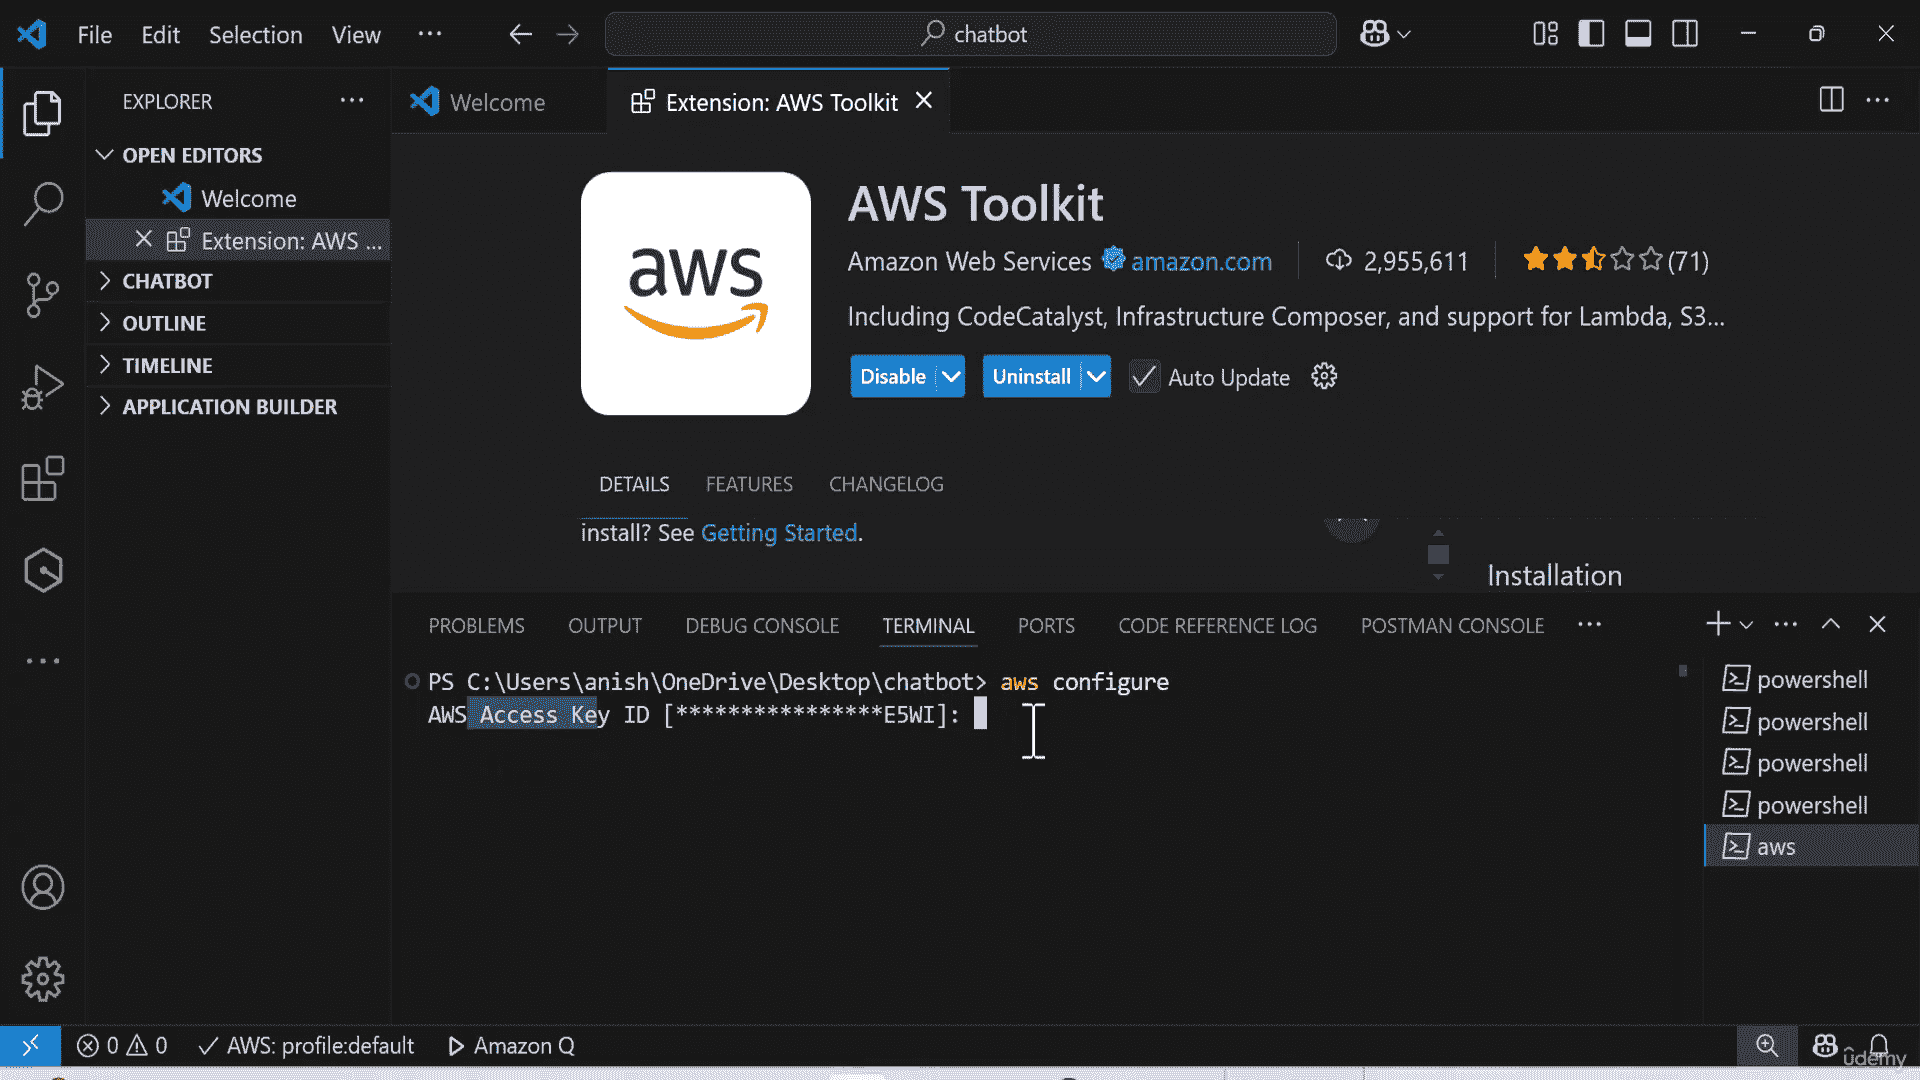 File Edit Selection View ··· chatbot
EXPLORER ···
OPEN EDITORS
Welcome
Extension: AWS ...
CHATBOT
OUTLINE
TIMELINE
APPLICATION BUILDER
Welcome
Extension: AWS Toolkit
aws
AWS Toolkit
Amazon Web Services amazon.com 2,955,611 (71)
Including CodeCatalyst, Infrastructure Composer, and support for Lambda, S3...
Disable Uninstall Auto Update
DETAILS FEATURES CHANGELOG
install? See Getting Started.
Installation
PROBLEMS OUTPUT DEBUG CONSOLE TERMINAL PORTS CODE REFERENCE LOG POSTMAN CONSOLE ···
PS C:\Users\anish\OneDrive\Desktop\chatbot> aws configure
AWS Access Key ID [****************E5WI]:
powershell
powershell
powershell
powershell
aws
0 0 AWS: profile:default Amazon Q
udemy